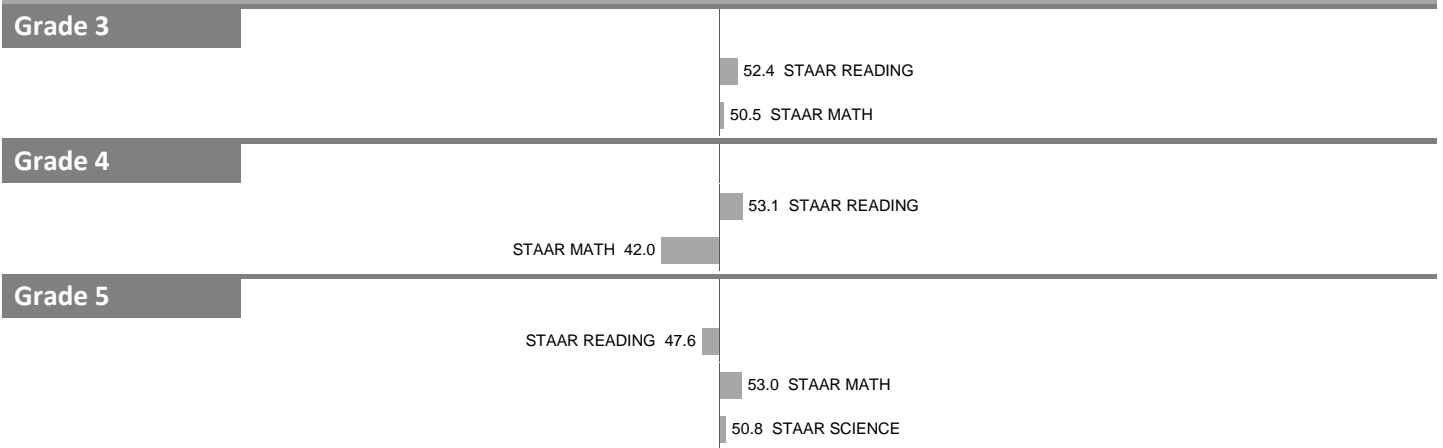 Grade 3
52.4 STAAR READING
50.5 STAAR MATH
Grade 4
53.1 STAAR READING
STAAR MATH 42.0
Grade 5
STAAR READING 47.6
53.0 STAAR MATH
50.8 STAAR SCIENCE